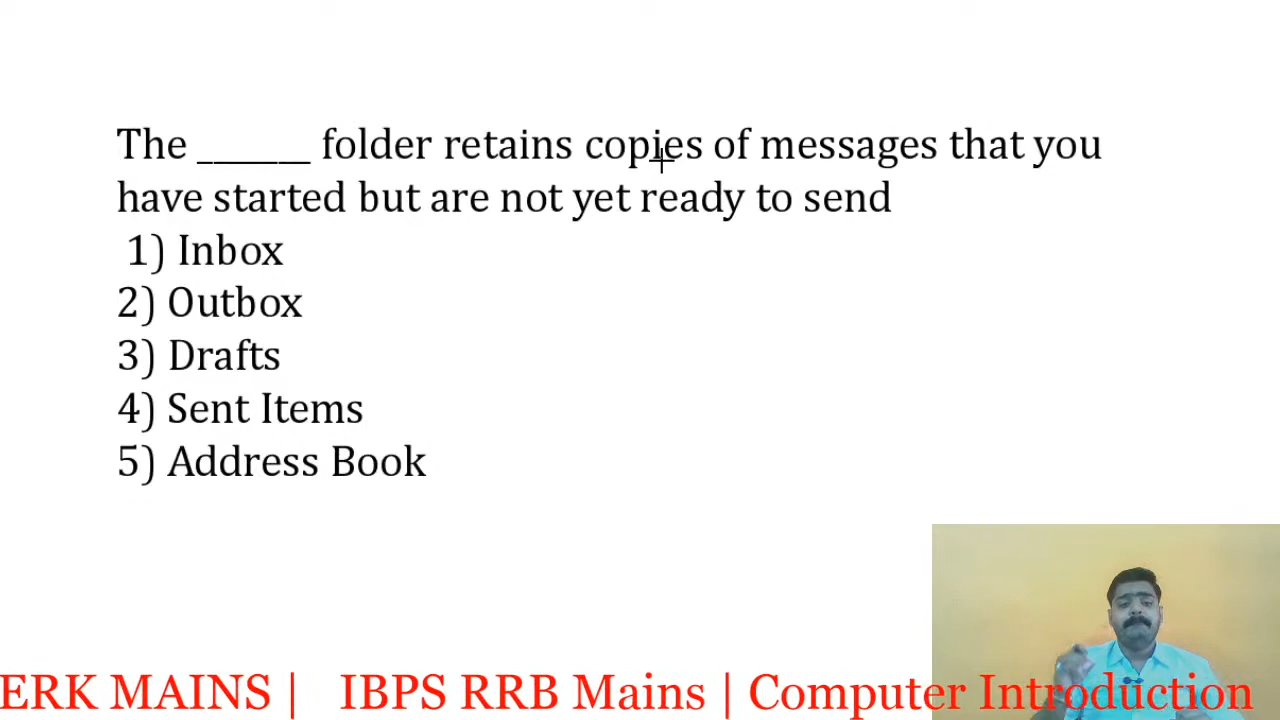 The _______ folder retains copies of messages that you
have started but are not yet ready to send
1) Inbox
2) Outbox
3) Drafts
4) Sent Items
5) Address Book
ERK MAINS | IBPS RRB Mains | Computer Introduction